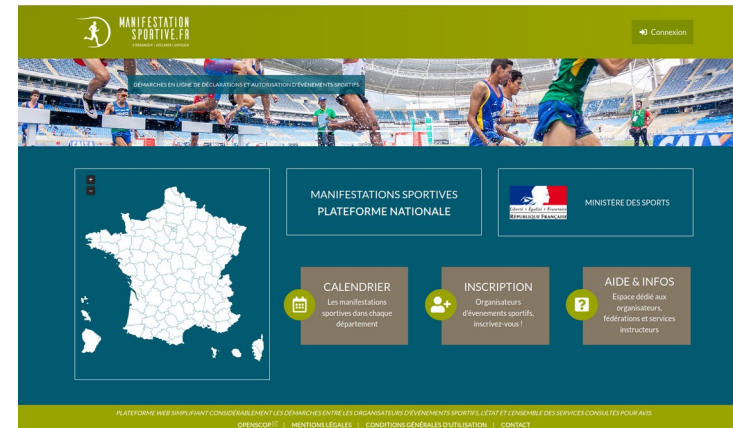 MANIFESTATION
SPORTIVE.FR
Connexion
DÉMARCHES EN LIGNE DE DÉCLARATIONS ET AUTORISATION D'ÉVÉNEMENTS SPORTIFS
CAIXA
+
−
MANIFESTATIONS SPORTIVES
PLATEFORME NATIONALE
Liberté • Égalité • Fraternité
RÉPUBLIQUE FRANÇAISE
MINISTÈRE DES SPORTS
CALENDRIER
Les manifestations
sportives dans chaque
département
INSCRIPTION
Organisateurs
d'évenements sportifs,
inscrivez-vous !
AIDE & INFOS
Espace dédié aux
organisateurs,
fédérations et services
instructeurs
PLATEFORME WEB SIMPLIFIANT CONSIDÉRABLEMENT LES DÉMARCHES ENTRE LES ORGANISATEURS D'ÉVÉNEMENTS SPORTIFS, L'ÉTAT ET L'ENSEMBLE DES SERVICES CONSULTÉS POUR AVIS.
OPENSCOP | MENTIONS LÉGALES | CONDITIONS GÉNÉRALES D'UTILISATION | CONTACT